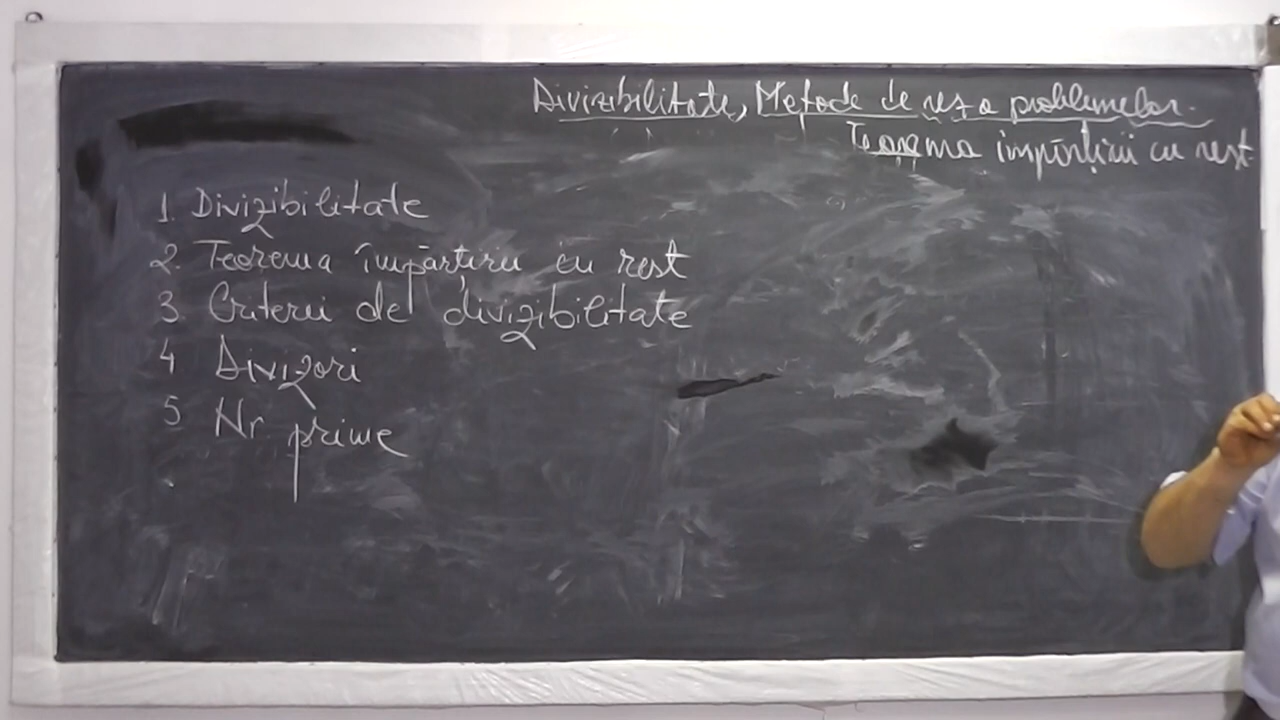 Divizibilitate, Metode de rez. a problemelor.
Teorema împărțirii cu rest.
1. Divizibilitate
2. Teorema împărțirii cu rest
3. Criterii de divizibilitate
4 Divizori
5 Nr. prime